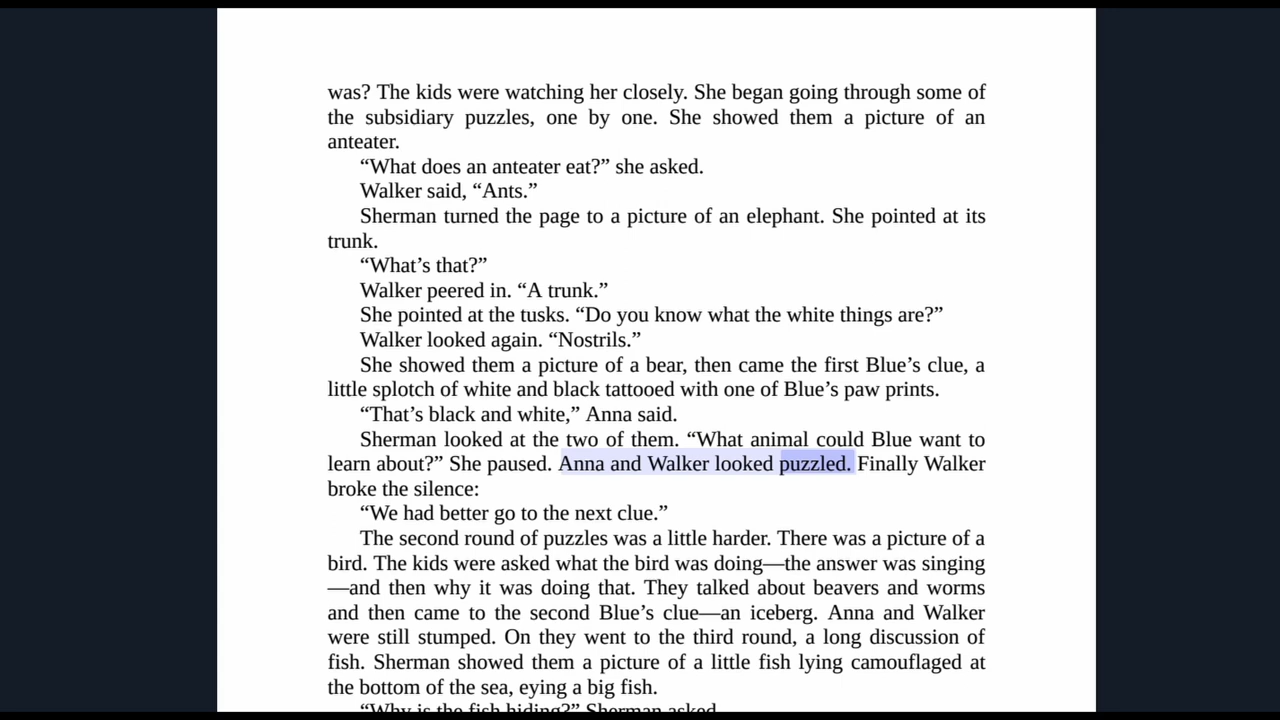 was? The kids were watching her closely. She began going through some of
the subsidiary puzzles, one by one. She showed them a picture of an
anteater.
“What does an anteater eat?” she asked.
Walker said, “Ants.”
Sherman turned the page to a picture of an elephant. She pointed at its
trunk.
“What’s that?”
Walker peered in. “A trunk.”
She pointed at the tusks. “Do you know what the white things are?”
Walker looked again. “Nostrils.”
She showed them a picture of a bear, then came the first Blue’s clue, a
little splotch of white and black tattooed with one of Blue’s paw prints.
“That’s black and white,” Anna said.
Sherman looked at the two of them. “What animal could Blue want to
learn about?” She paused. Anna and Walker looked puzzled. Finally Walker
broke the silence:
“We had better go to the next clue.”
The second round of puzzles was a little harder. There was a picture of a
bird. The kids were asked what the bird was doing—the answer was singing
—and then why it was doing that. They talked about beavers and worms
and then came to the second Blue’s clue—an iceberg. Anna and Walker
were still stumped. On they went to the third round, a long discussion of
fish. Sherman showed them a picture of a little fish lying camouflaged at
the bottom of the sea, eying a big fish.
“Why is the fish hiding?” Sherman asked.